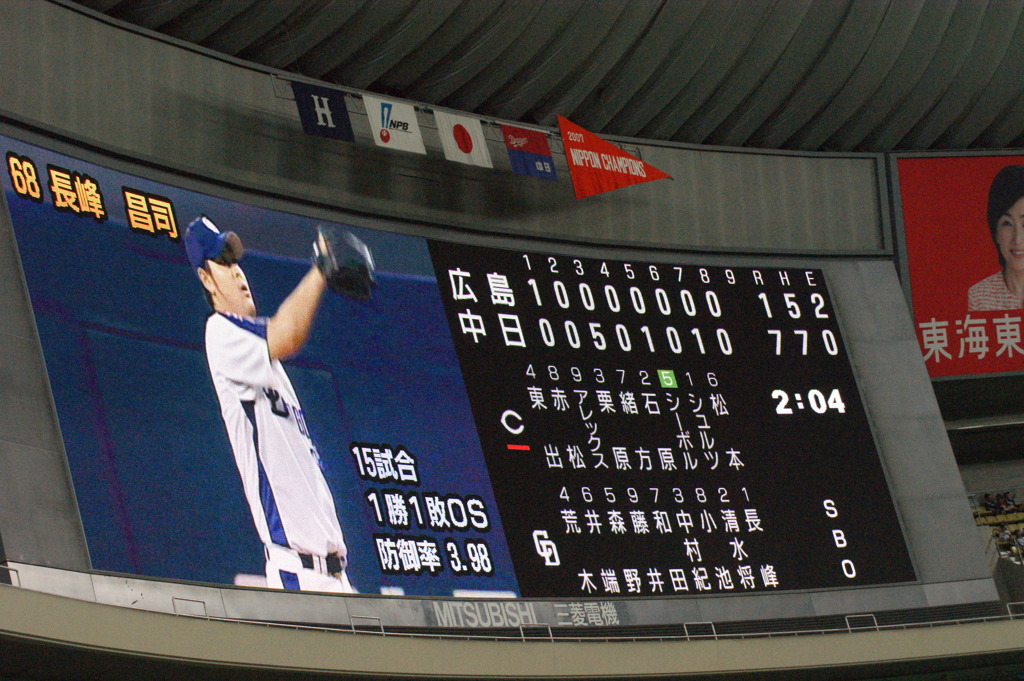 H
NPB
Dragons
中日
2007
NIPPON CHAMPIONS
68 長峰 昌司
15試合
1勝1敗0S
防御率 3.98
1 2 3 4 5 6 7 8 9 R H E
広島 1 0 0 0 0 0 0 0 1 5 2
中日 0 0 5 0 1 0 1 0 7 7 0
2:04
C
4 東出
8 赤松
9 アレックス
3 栗原
7 緒方
2 石原
5 シーボル
1 シュルツ
6 松本
CD
4 荒木
6 井端
5 森野
9 藤井
7 和田
3 中村紀
8 小池
2 清水将
1 長峰
S
B
O
MITSUBISHI 三菱電機
東海東